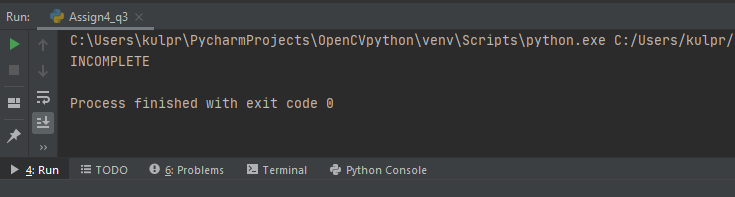 Run: Assign4_q3
C:\Users\kulpr\PycharmProjects\OpenCVpython\venv\Scripts\python.exe C:/Users/kulpr/
INCOMPLETE
Process finished with exit code 0
4: Run TODO 6: Problems Terminal Python Console